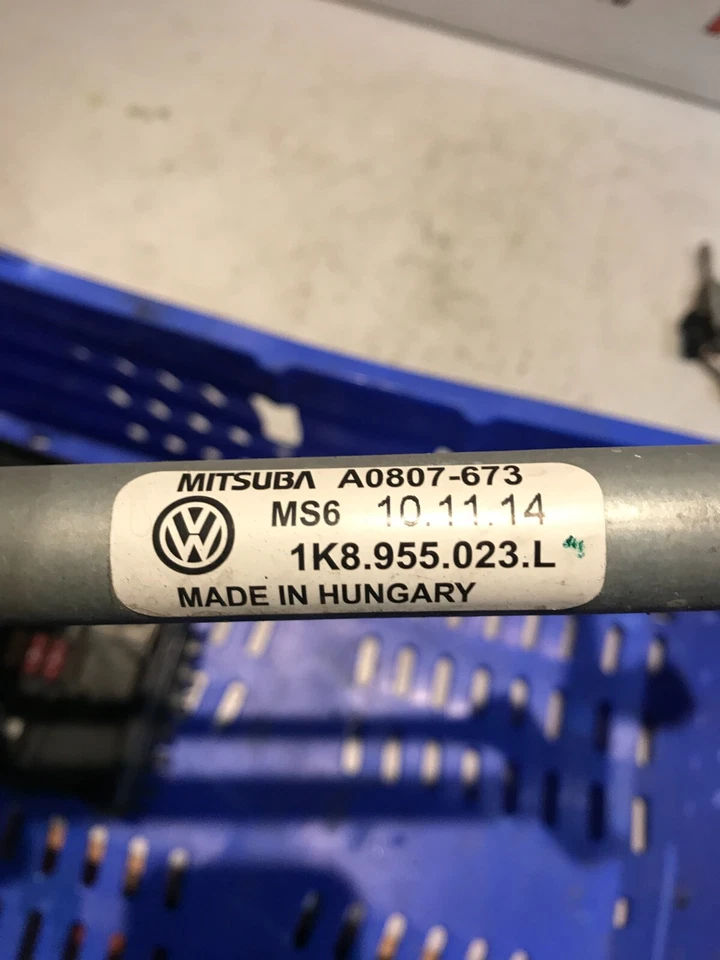 MITSUBA A0807-673
MS6 10.11.14
1K8.955.023.L
MADE IN HUNGARY